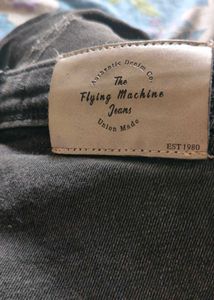 Authentic Denim Co.
The
Flying Machine
Jeans
Union Made
EST 1980